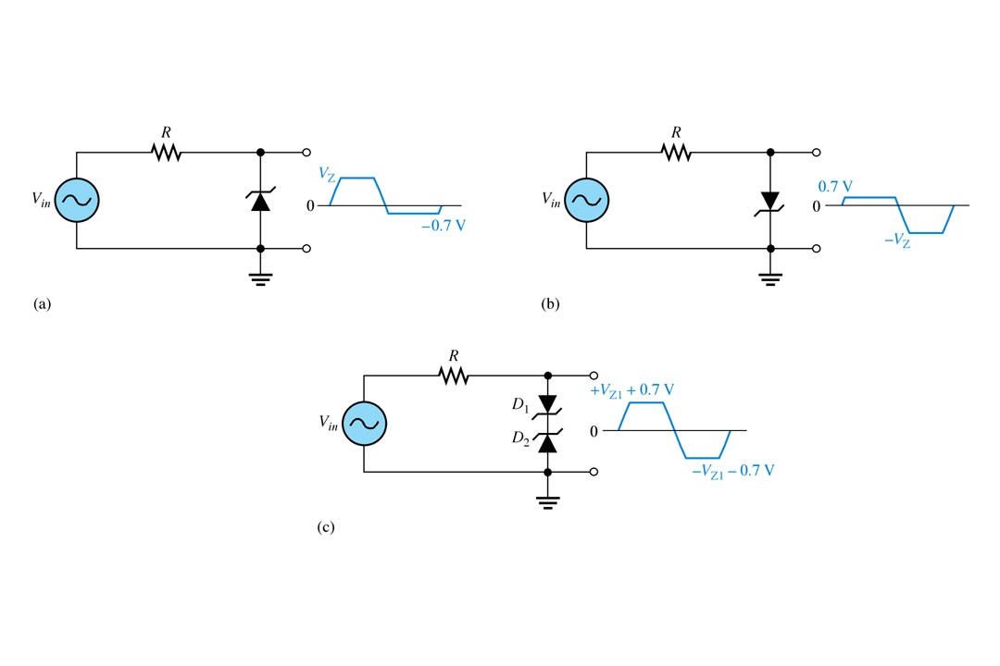 R
V_in
V_Z
0
−0.7 V
(a)
R
V_in
0.7 V
0
−V_Z
(b)
R
V_in
D_1
D_2
+V_Z1 + 0.7 V
0
−V_Z1 − 0.7 V
(c)